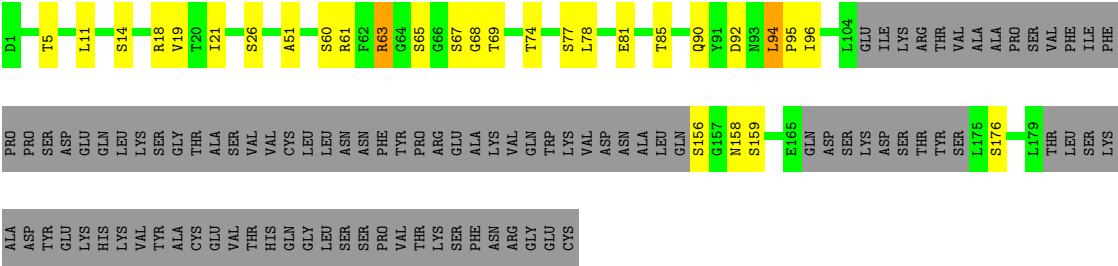 D1 T5 L11 S14 R18 V19 T20 I21 S26 A51 S60 R61 F62 R63 G64 S65 G66 S67 G68 T69 T74 S77 L78 E81 T85 Q90 Y91 D92 N93 L94 P95 I96 L104 GLU ILE LYS ARG THR VAL ALA ALA PRO SER VAL PHE ILE PHE
PRO PRO SER ASP GLU GLN LEU LYS SER GLY THR ALA SER VAL VAL CYS LEU LEU ASN ASN PHE TYR PRO ARG GLU ALA LYS VAL GLN TRP LYS VAL ASP ASN ALA LEU GLN S156 G157 N158 S159 E165 GLN ASP SER LYS ASP SER THR TYR SER L175 S176 L179 THR LEU SER LYS
ALA ASP TYR GLU LYS HIS LYS VAL TYR ALA CYS GLU VAL THR HIS GLN GLY LEU SER SER PRO VAL THR LYS SER PHE ASN ARG GLY GLU CYS